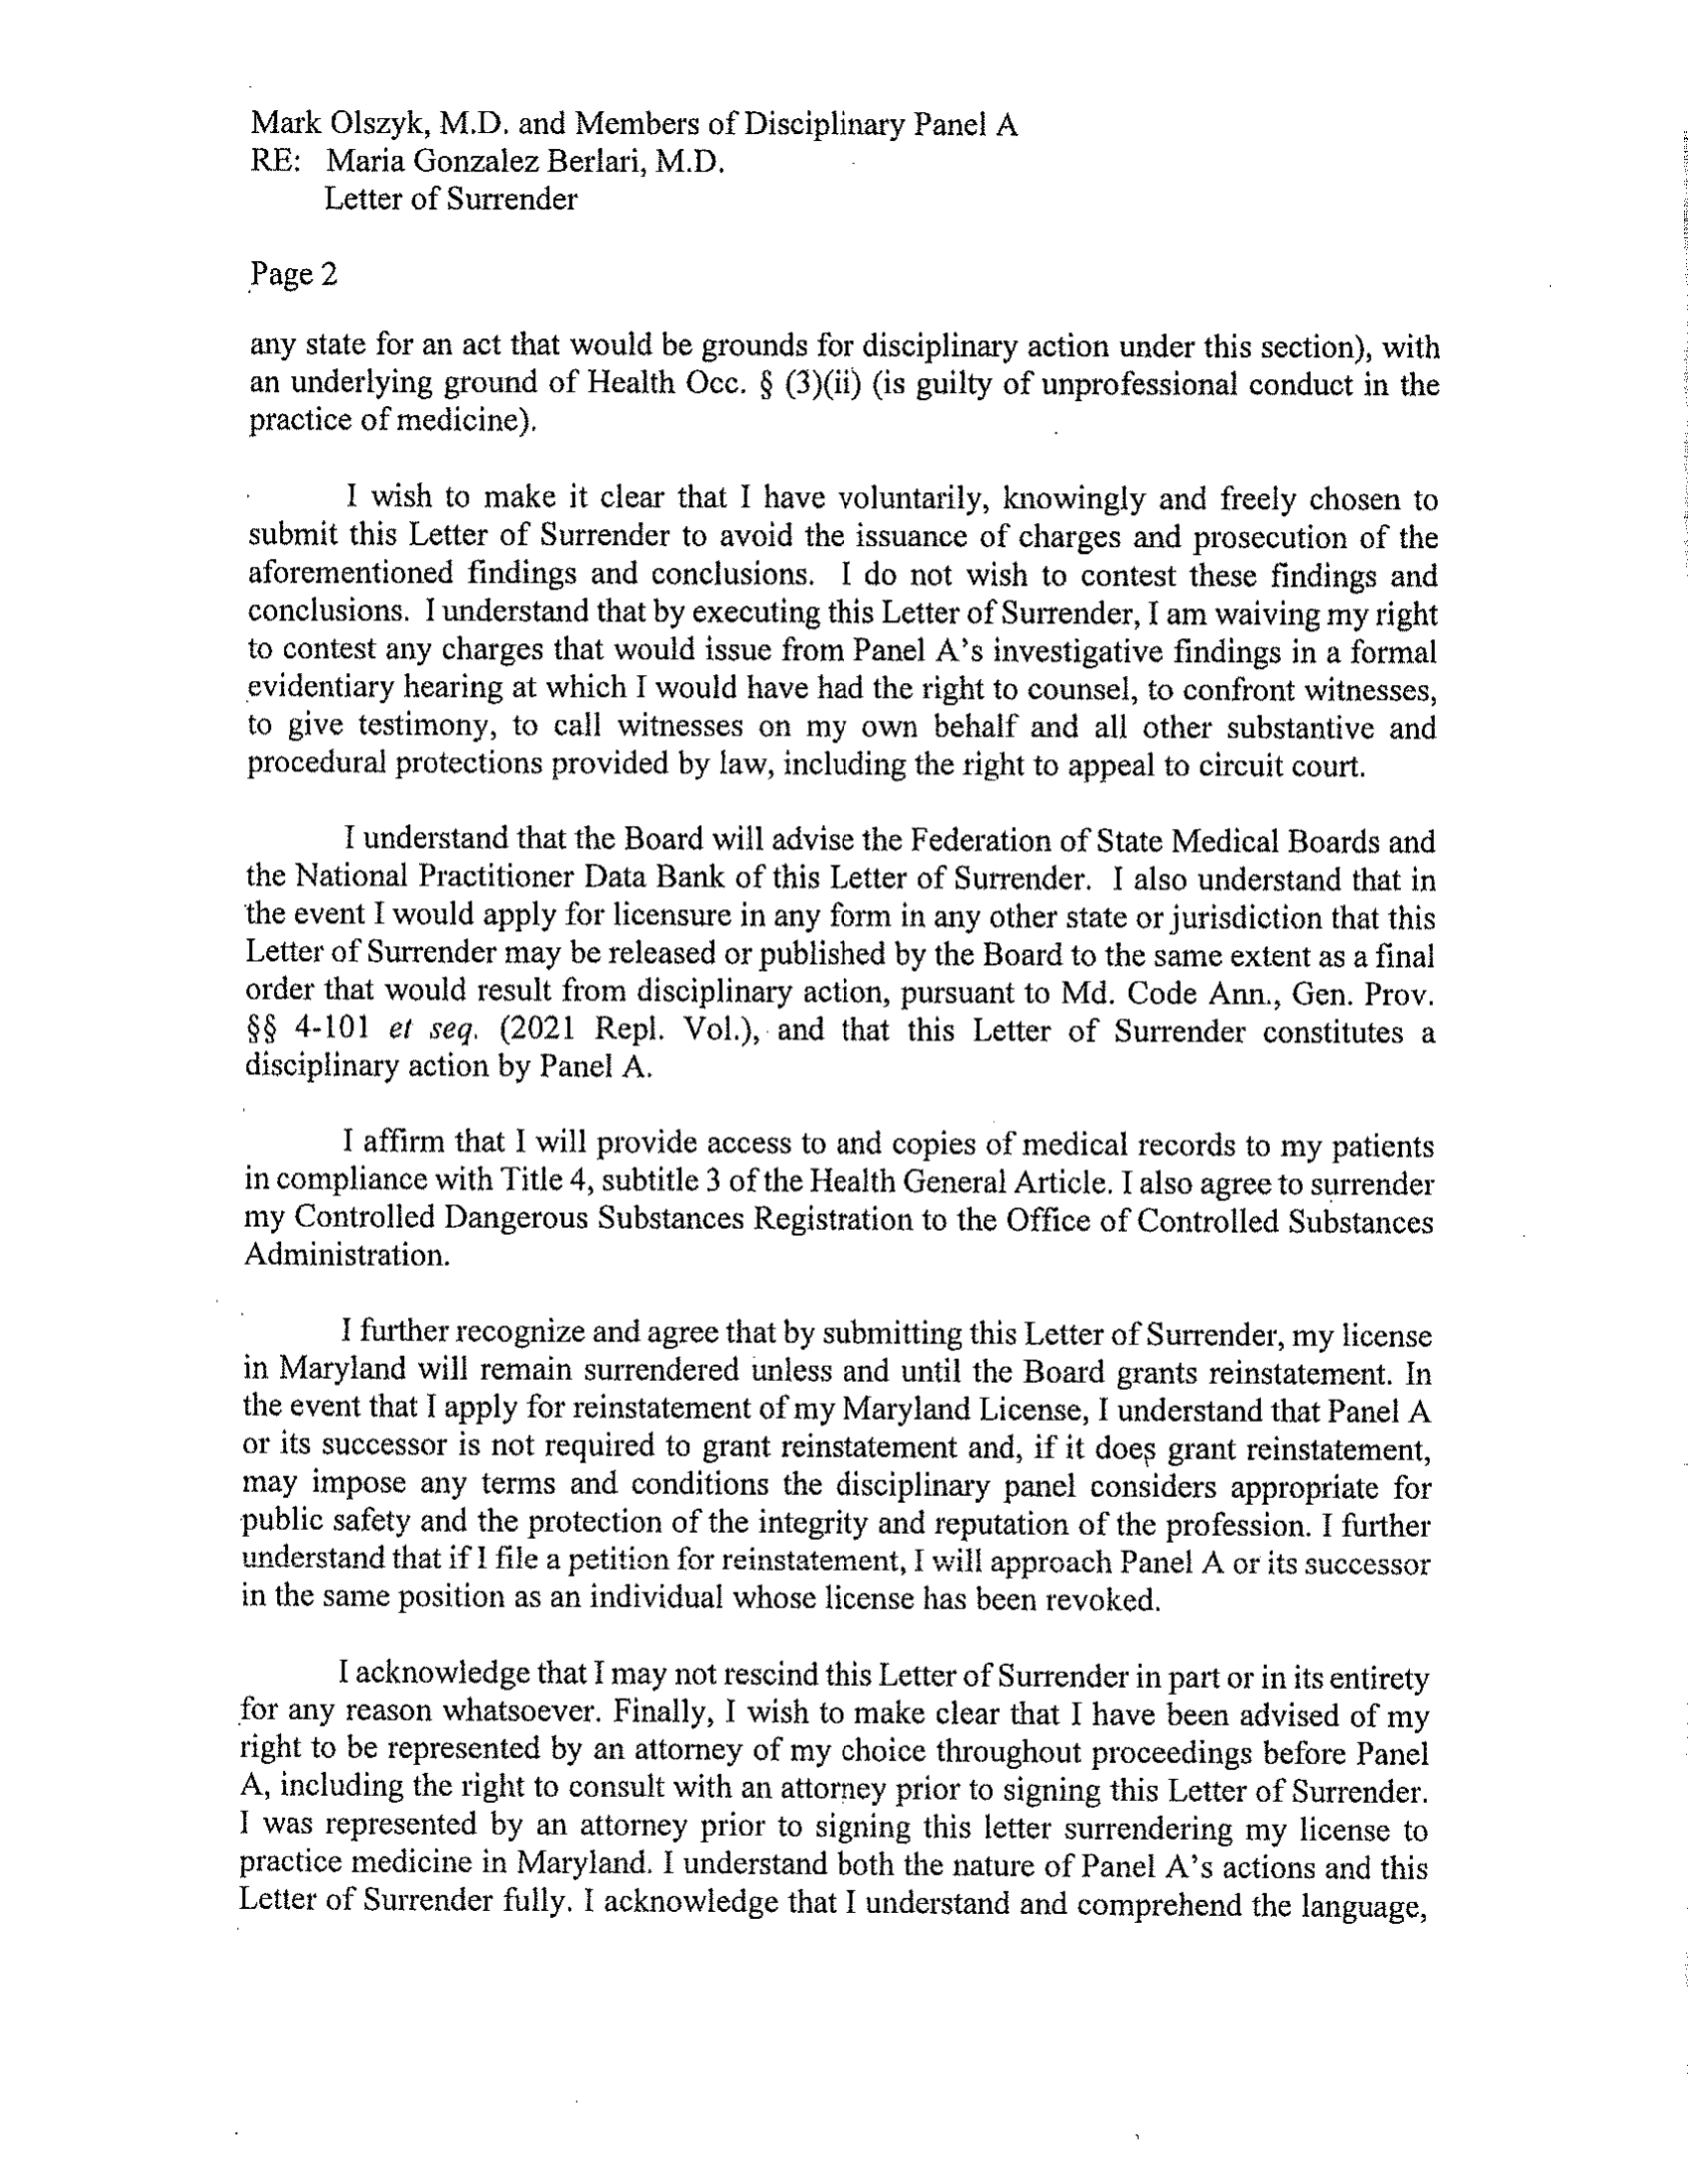 Mark Olszyk, M.D. and Members of Disciplinary Panel A
RE: Maria Gonzalez Berlari, M.D.
Letter of Surrender
Page 2
any state for an act that would be grounds for disciplinary action under this section), with
an underlying ground of Health Occ. § (3)(ii) (is guilty of unprofessional conduct in the
practice of medicine).
I wish to make it clear that I have voluntarily, knowingly and freely chosen to
submit this Letter of Surrender to avoid the issuance of charges and prosecution of the
aforementioned findings and conclusions. I do not wish to contest these findings and
conclusions. I understand that by executing this Letter of Surrender, I am waiving my right
to contest any charges that would issue from Panel A's investigative findings in a formal
evidentiary hearing at which I would have had the right to counsel, to confront witnesses,
to give testimony, to call witnesses on my own behalf and all other substantive and
procedural protections provided by law, including the right to appeal to circuit court.
I understand that the Board will advise the Federation of State Medical Boards and
the National Practitioner Data Bank of this Letter of Surrender. I also understand that in
the event I would apply for licensure in any form in any other state or jurisdiction that this
Letter of Surrender may be released or published by the Board to the same extent as a final
order that would result from disciplinary action, pursuant to Md. Code Ann., Gen. Prov.
§§ 4-101 et seq. (2021 Repl. Vol.), and that this Letter of Surrender constitutes a
disciplinary action by Panel A.
I affirm that I will provide access to and copies of medical records to my patients
in compliance with Title 4, subtitle 3 of the Health General Article. I also agree to surrender
my Controlled Dangerous Substances Registration to the Office of Controlled Substances
Administration.
I further recognize and agree that by submitting this Letter of Surrender, my license
in Maryland will remain surrendered unless and until the Board grants reinstatement. In
the event that I apply for reinstatement of my Maryland License, I understand that Panel A
or its successor is not required to grant reinstatement and, if it does grant reinstatement,
may impose any terms and conditions the disciplinary panel considers appropriate for
public safety and the protection of the integrity and reputation of the profession. I further
understand that if I file a petition for reinstatement, I will approach Panel A or its successor
in the same position as an individual whose license has been revoked.
I acknowledge that I may not rescind this Letter of Surrender in part or in its entirety
for any reason whatsoever. Finally, I wish to make clear that I have been advised of my
right to be represented by an attorney of my choice throughout proceedings before Panel
A, including the right to consult with an attorney prior to signing this Letter of Surrender.
I was represented by an attorney prior to signing this letter surrendering my license to
practice medicine in Maryland. I understand both the nature of Panel A's actions and this
Letter of Surrender fully. I acknowledge that I understand and comprehend the language,